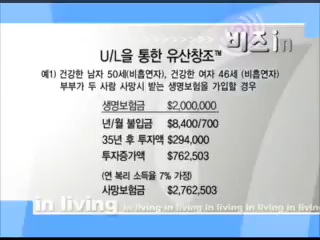 비즈 in
U/L을 통한 유산창조™
예1) 건강한 남자 50세(비흡연자), 건강한 여자 46세 (비흡연자)
부부가 두 사람 사망시 받는 생명보험을 가입할 경우
생명보험금 $2,000,000
년/월 불입금 $8,400/700
35년 후 투자액 $294,000
투자증가액 $762,503
(연 복리 소득율 7% 가정)
사망보험금 $2,762,503
in living in living in living in living in living in living